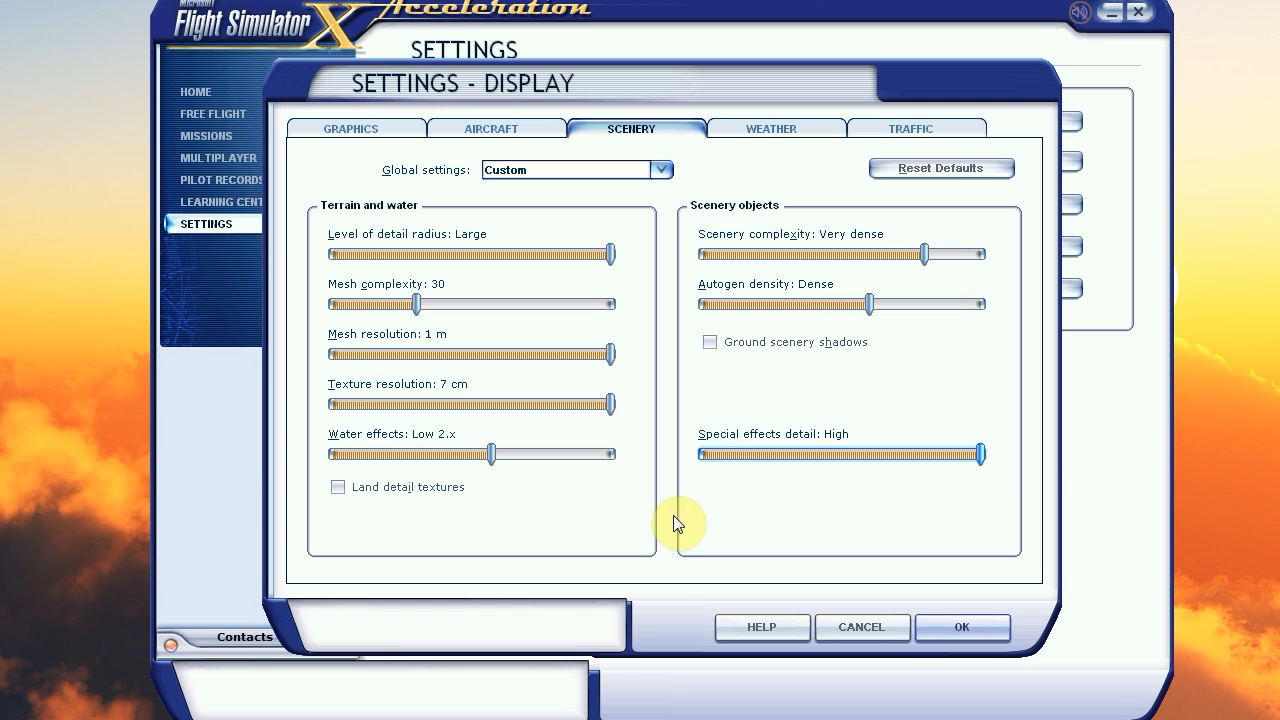 Microsoft
Flight Simulator X
Acceleration
SETTINGS
SETTINGS - DISPLAY
HOME
FREE FLIGHT
MISSIONS
MULTIPLAYER
PILOT RECORDS
LEARNING CENT
SETTINGS
GRAPHICS
AIRCRAFT
SCENERY
WEATHER
TRAFFIC
Global settings: Custom
Reset Defaults
Terrain and water
Level of detail radius: Large
Mesh complexity: 30
Mesh resolution: 1 m
Texture resolution: 7 cm
Water effects: Low 2.x
Land detail textures
Scenery objects
Scenery complexity: Very dense
Autogen density: Dense
Ground scenery shadows
Special effects detail: High
HELP
CANCEL
OK
Contacts